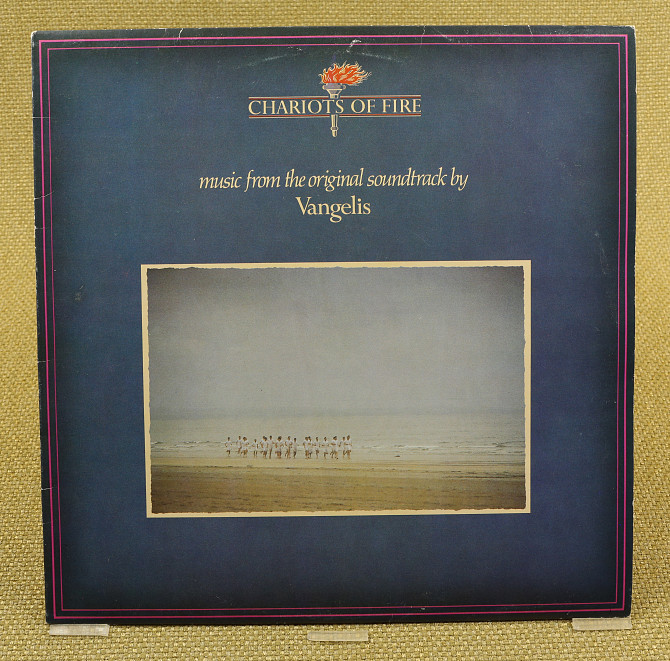 CHARIOTS OF FIRE
music from the original soundtrack by
Vangelis